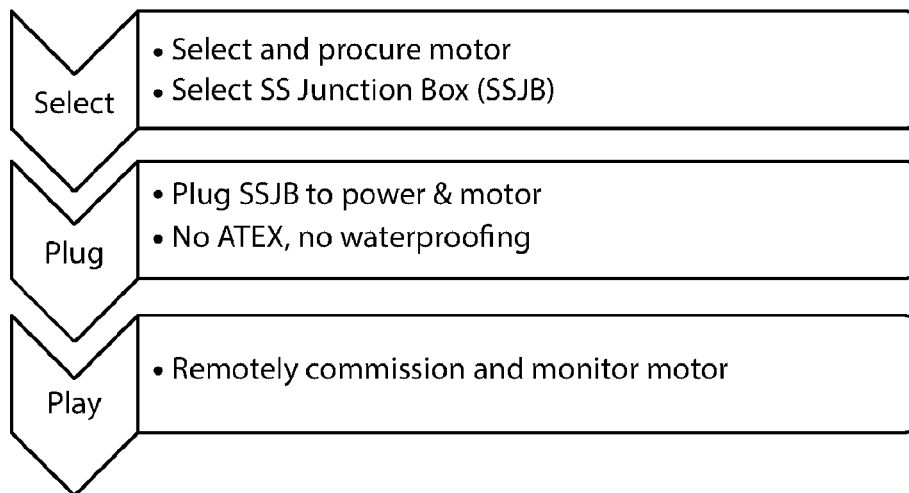 Select
• Select and procure motor
• Select SS Junction Box (SSJB)
Plug
• Plug SSJB to power & motor
• No ATEX, no waterproofing
Play
• Remotely commission and monitor motor